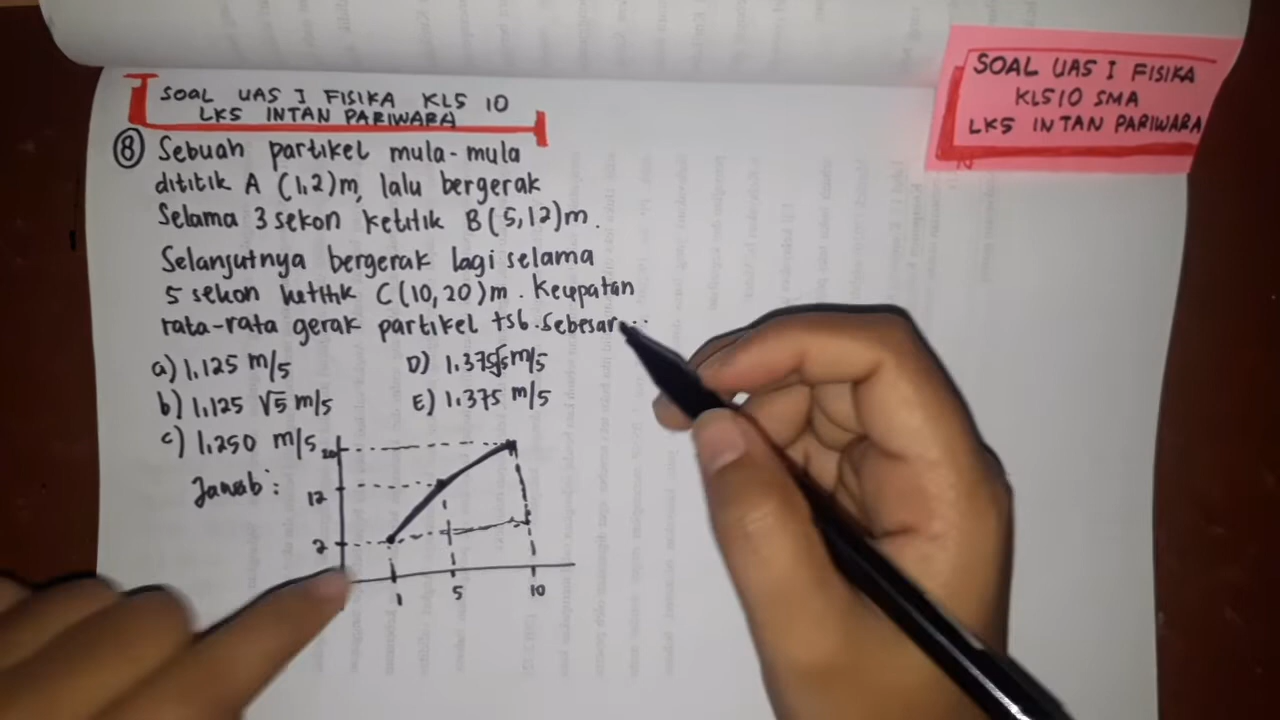 SOAL UAS I FISIKA KLS 10
LKS INTAN PARIWARA
SOAL UAS I FISIKA
KLS 10 SMA
LKS INTAN PARIWARA
8 Sebuah partikel mula-mula
dititik A (1,2)m, lalu bergerak
Selama 3 sekon ketitik B(5,12)m.
Selanjutnya bergerak lagi selama
5 sekon ketitik C(10,20)m. Kecepatan
rata-rata gerak partikel tsb. Sebesar...
a) 1,125 m/s
D) 1.375√5 m/s
b) 1,125 √5 m/s
E) 1.375 m/s
c) 1,250 m/s
Jawab :
20
12
2
1 5 10